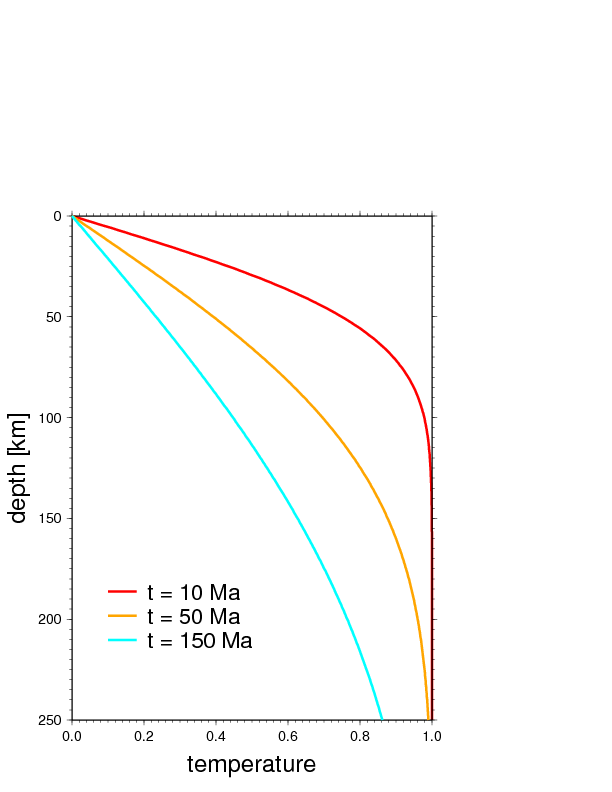 0
50
100
150
200
250
depth [km]
t = 10 Ma
t = 50 Ma
t = 150 Ma
0.0 0.2 0.4 0.6 0.8 1.0
temperature